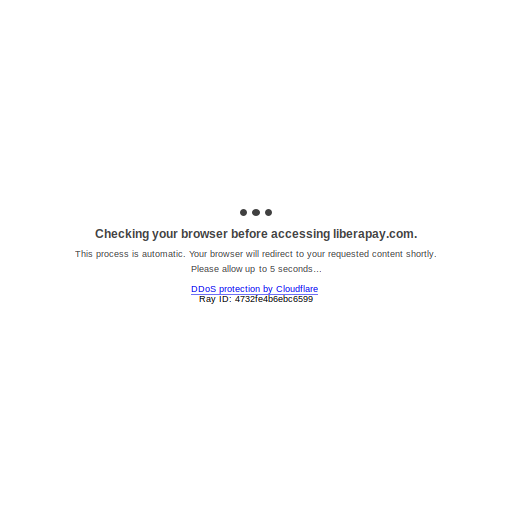 Checking your browser before accessing liberapay.com.
This process is automatic. Your browser will redirect to your requested content shortly.
Please allow up to 5 seconds…
DDoS protection by Cloudflare
Ray ID: 4732fe4b6ebc6599